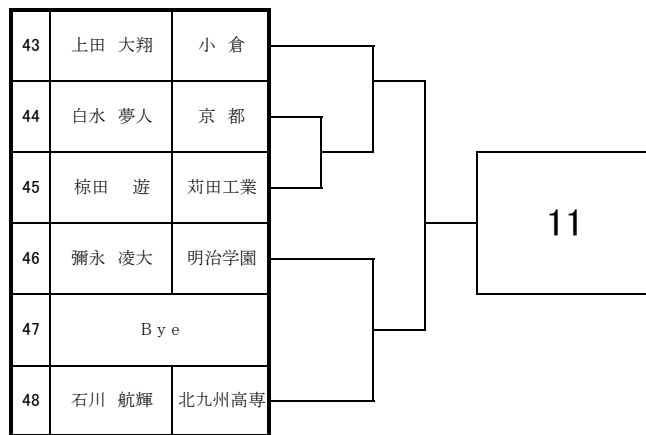 43 上田 大翔 小 倉
44 白水 夢人 京 都
45 椋田 遊 苅田工業
46 彌永 凌大 明治学園
47 Bye
48 石川 航輝 北九州高専
11